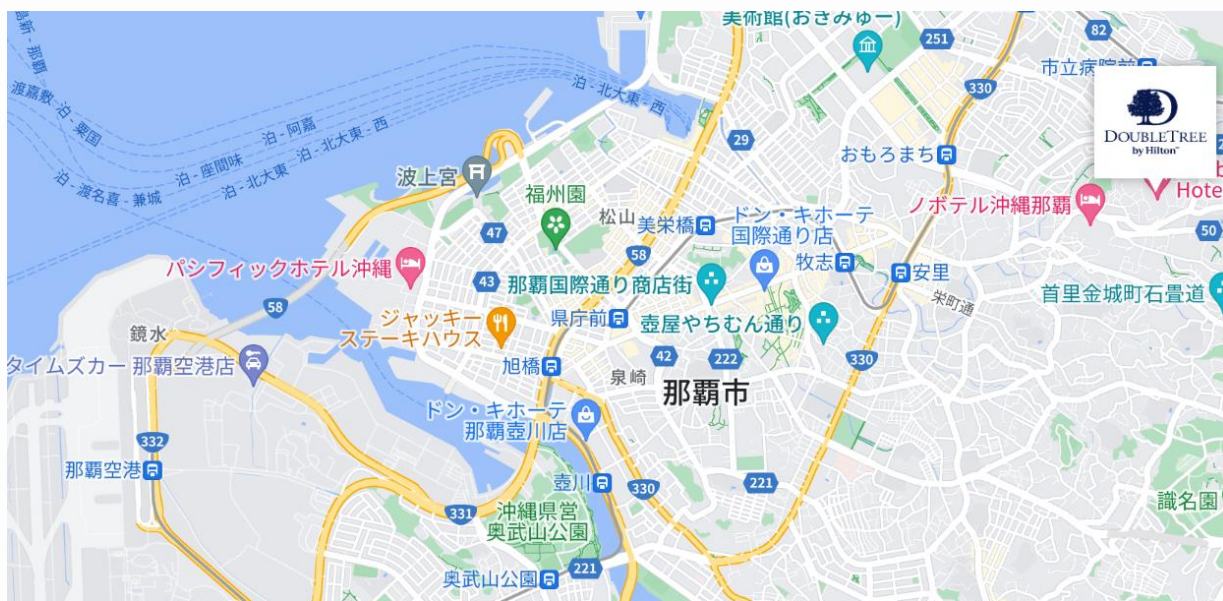 美術館(おきみゅー)
251
82
市立病院前
330
DOUBLETREE
by Hilton™
Hote
那覇
渡嘉敷
泊 - 粟国
泊 - 阿嘉
泊 - 座間味
泊 - 北大東 - 西
泊 - 渡名喜 - 兼城
泊 - 北大東
泊 - 北大東 - 西
29
おもろまち
波上宮
福州園
松山
美栄橋
ドン・キホーテ
国際通り店
ノボテル沖縄那覇
50
47
58
パシフィックホテル沖縄
43
那覇国際通り商店街
牧志
安里
栄町通
首里金城町石畳道
58
鏡水
ジャッキー
ステーキハウス
県庁前
壺屋やちむん通り
タイムズカー 那覇空港店
旭橋
泉崎
42
222
330
那覇市
ドン・キホーテ
那覇壺川店
332
那覇空港
331
壺川
330
221
221
沖縄県営
奥武山公園
識名園
奥武山公園
221